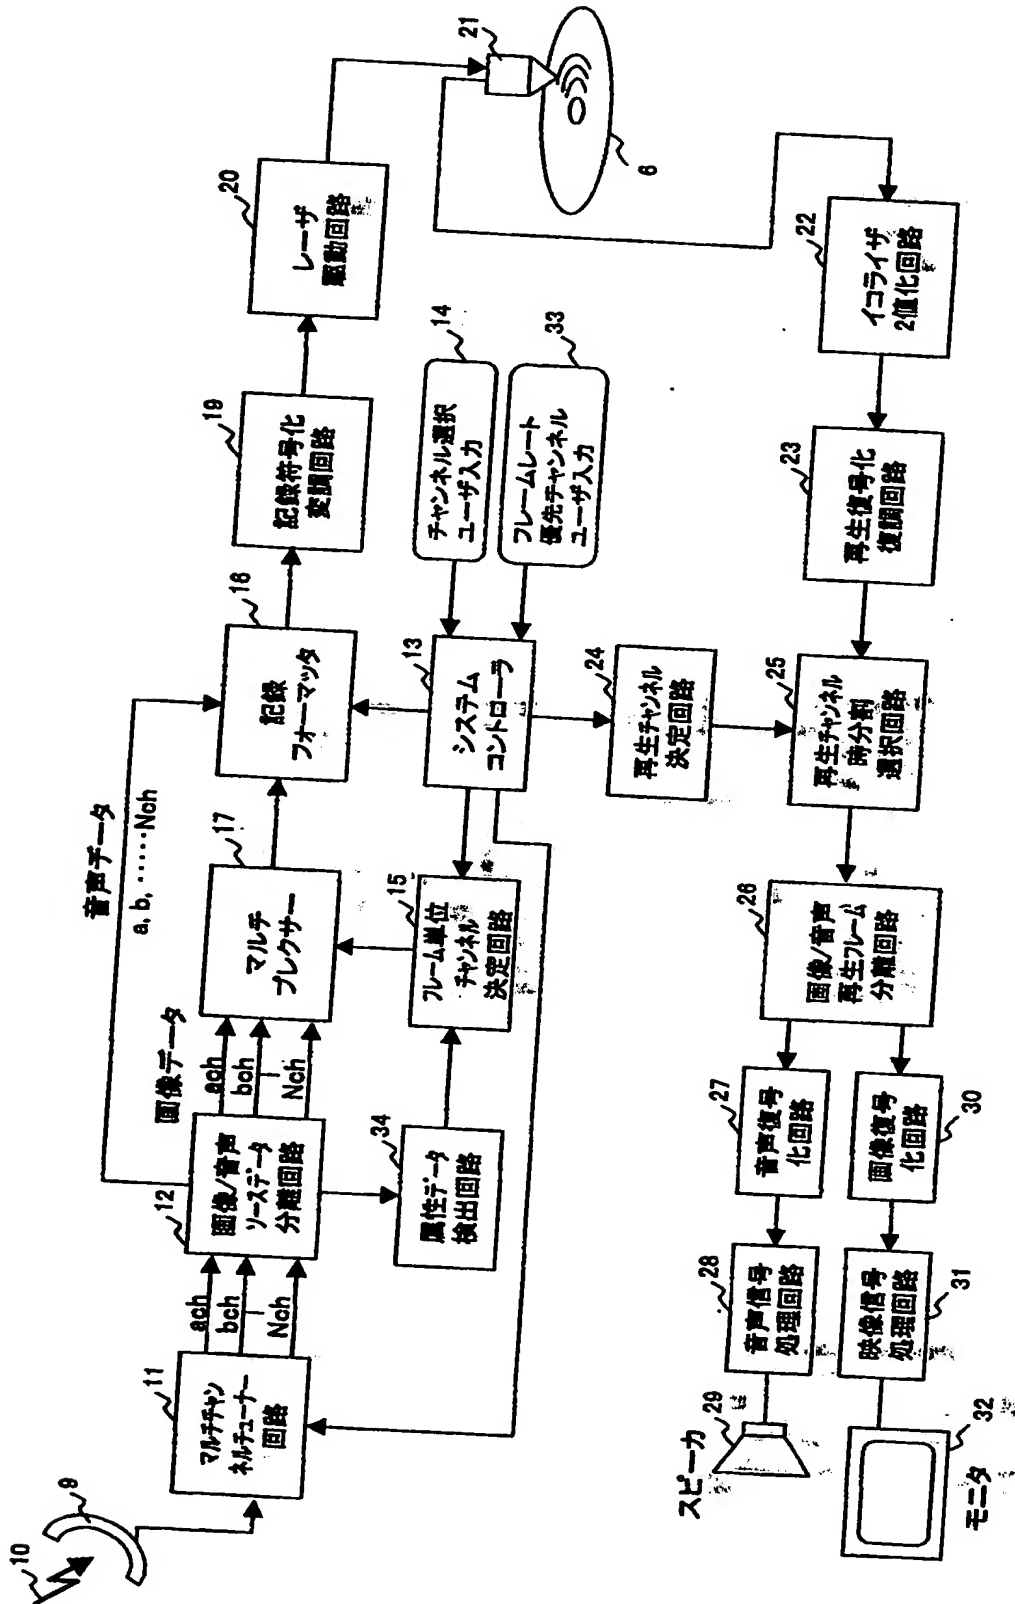 10
9
11
マルチチャン
ネルチューナー
回路
ach
bch
Nch
12
画像/音声
ソースデータ
分離回路
音声データ
a, b, ·····Nch
画像データ
ach
bch
Nch
17
マルチ
プレクサー
18
記録
フォーマッタ
19
記録符号化
変調回路
20
レーザ
駆動回路
21
6
34
属性データ
検出回路
15
フレーム単位
チャンネル
決定回路
13
システム
コントローラ
14
チャンネル選択
ユーザ入力
33
フレームレート
優先チャンネル
ユーザ入力
24
再生チャンネル
決定回路
22
イコライザ
2値化回路
23
再生復号化
復調回路
25
再生チャンネル
時分割
選択回路
26
画像/音声
再生フレーム
分離回路
27
音声復号
化回路
28
音声信号
処理回路
29
スピーカ
30
画像復号
化回路
31
映像信号
処理回路
32
モニタ